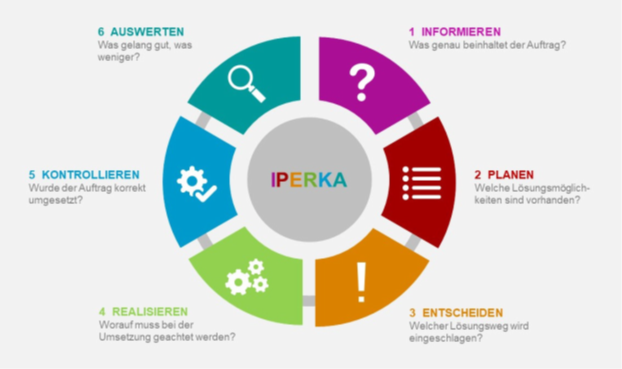 6 AUSWERTEN
Was gelang gut, was
weniger?
1 INFORMIEREN
Was genau beinhaltet der Auftrag?
5 KONTROLLIEREN
Wurde der Auftrag korrekt
umgesetzt?
IPERKA
2 PLANEN
Welche Lösungsmöglich-
keiten sind vorhanden?
4 REALISIEREN
Worauf muss bei der
Umsetzung geachtet werden?
3 ENTSCHEIDEN
Welcher Lösungsweg wird
eingeschlagen?